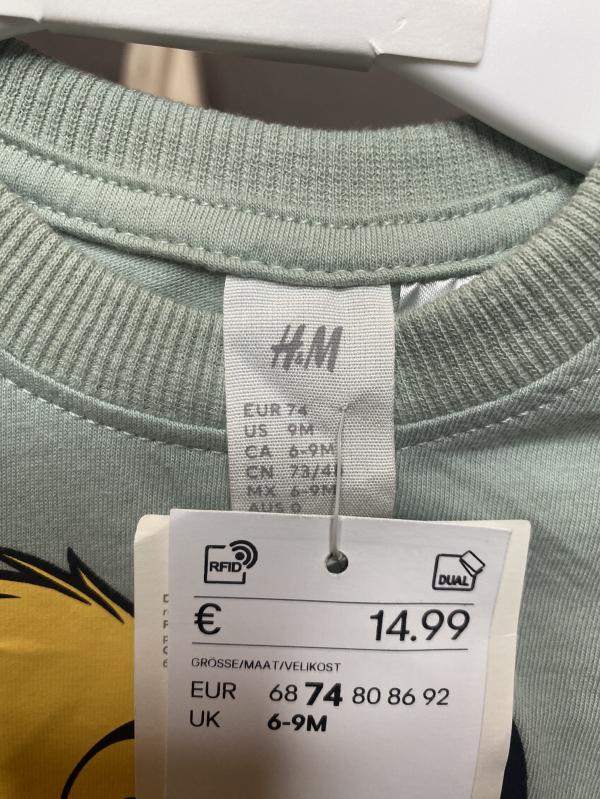 H&M
EUR 74
US 9M
CA 6-9M
CN 73/48
MX 6-9M
RFID
DUAL
€ 14.99
GRÖSSE/MAAT/VELIKOST
EUR 68 74 80 86 92
UK 6-9M